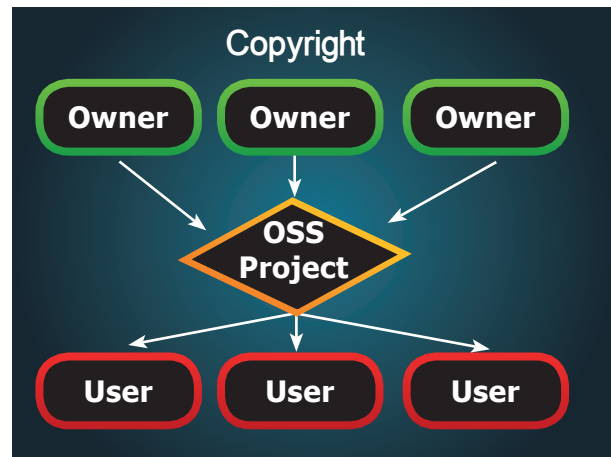 Copyright
Owner Owner Owner
OSS
Project
User User User